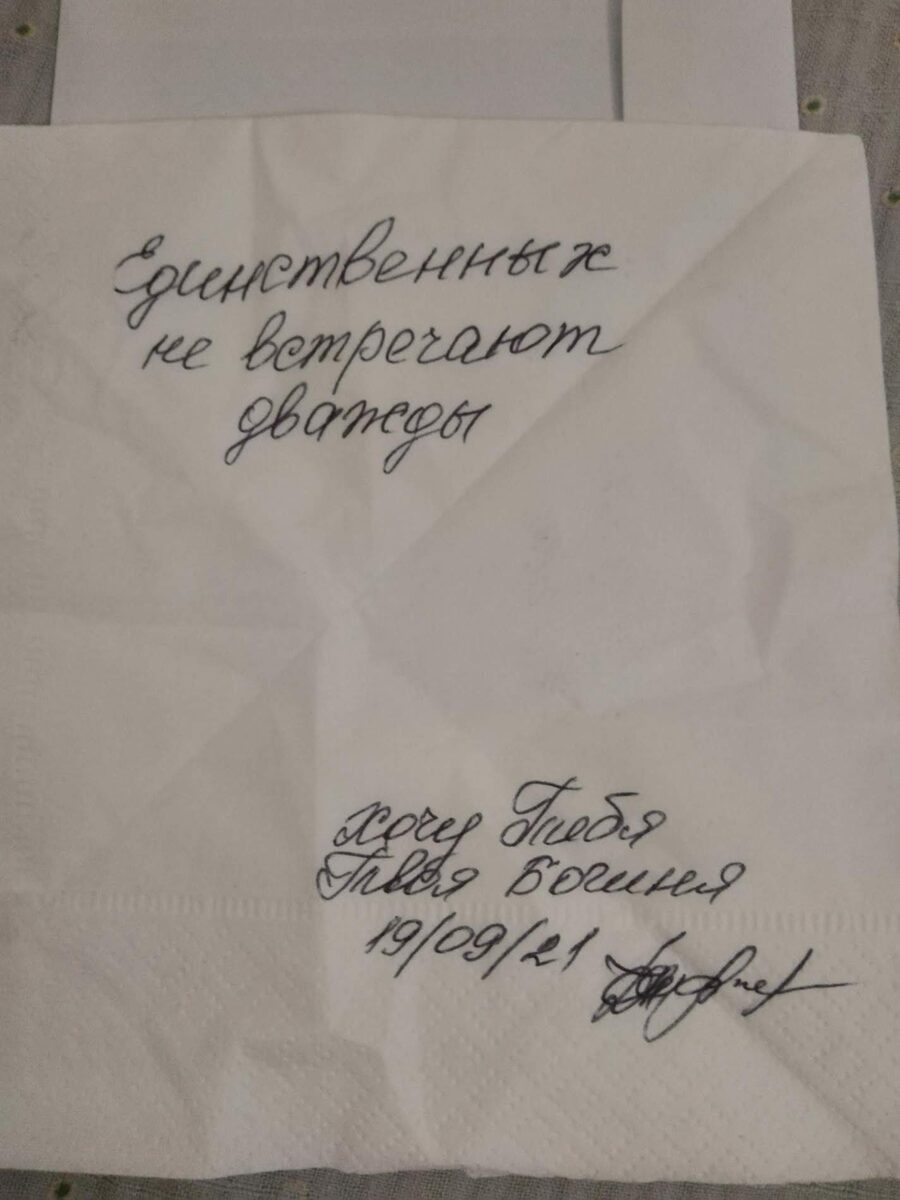 Единственных
не встречают
дважды
хочу Тебя
Твоя Богиня
19/09/21